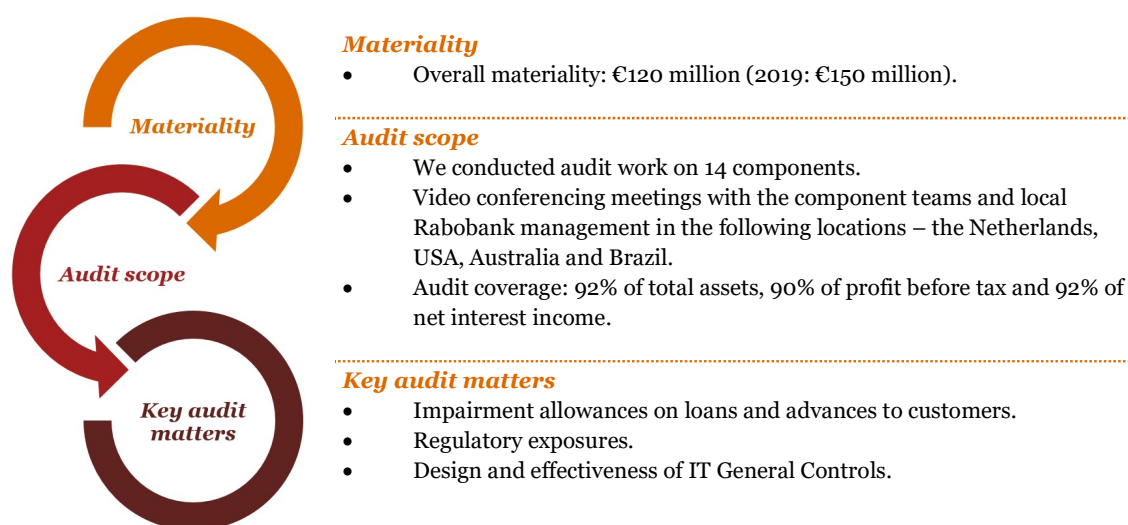 Materiality
• Overall materiality: €120 million (2019: €150 million).
Materiality
Audit scope
• We conducted audit work on 14 components.
• Video conferencing meetings with the component teams and local
Rabobank management in the following locations – the Netherlands,
USA, Australia and Brazil.
• Audit coverage: 92% of total assets, 90% of profit before tax and 92% of
net interest income.
Audit scope
Key audit matters
• Impairment allowances on loans and advances to customers.
• Regulatory exposures.
• Design and effectiveness of IT General Controls.
Key audit
matters